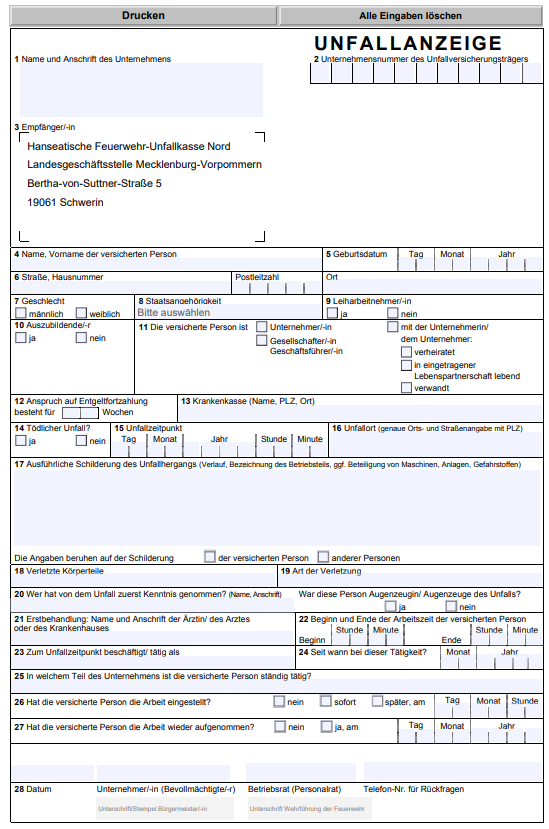 Drucken
Alle Eingaben löschen
UNFALLANZEIGE
1 Name und Anschrift des Unternehmens
2 Unternehmensnummer des Unfallversicherungsträgers
3 Empfänger/-in
Hanseatische Feuerwehr-Unfallkasse Nord
Landesgeschäftsstelle Mecklenburg-Vorpommern
Bertha-von-Suttner-Straße 5
19061 Schwerin
4 Name, Vorname der versicherten Person
5 Geburtsdatum Tag Monat Jahr
6 Straße, Hausnummer Postleitzahl Ort
7 Geschlecht
männlich weiblich
8 Staatsangehörigkeit
Bitte auswählen
9 Leiharbeitnehmer/-in
ja nein
10 Auszubildende/-r
ja nein
11 Die versicherte Person ist
Unternehmer/-in
Gesellschafter/-in
Geschäftsführer/-in
mit der Unternehmerin/
dem Unternehmer:
verheiratet
in eingetragener
Lebenspartnerschaft lebend
verwandt
12 Anspruch auf Entgeltfortzahlung
besteht für Wochen
13 Krankenkasse (Name, PLZ, Ort)
14 Tödlicher Unfall?
ja nein
15 Unfallzeitpunkt
Tag Monat Jahr Stunde Minute
16 Unfallort (genaue Orts- und Straßenangabe mit PLZ)
17 Ausführliche Schilderung des Unfallhergangs (Verlauf, Bezeichnung des Betriebsteils, ggf. Beteiligung von Maschinen, Anlagen, Gefahrstoffen)
Die Angaben beruhen auf der Schilderung der versicherten Person anderer Personen
18 Verletzte Körperteile
19 Art der Verletzung
20 Wer hat von dem Unfall zuerst Kenntnis genommen? (Name, Anschrift)
War diese Person Augenzeugin/ Augenzeuge des Unfalls?
ja nein
21 Erstbehandlung: Name und Anschrift der Ärztin/ des Arztes
oder des Krankenhauses
22 Beginn und Ende der Arbeitszeit der versicherten Person
Stunde Minute Stunde Minute
Beginn Ende
23 Zum Unfallzeitpunkt beschäftigt/ tätig als
24 Seit wann bei dieser Tätigkeit? Monat Jahr
25 In welchem Teil des Unternehmens ist die versicherte Person ständig tätig?
26 Hat die versicherte Person die Arbeit eingestellt? nein sofort später, am Tag Monat Stunde
27 Hat die versicherte Person die Arbeit wieder aufgenommen? nein ja, am Tag Monat Jahr
28 Datum Unternehmer/-in (Bevollmächtigte/-r) Betriebsrat (Personalrat) Telefon-Nr. für Rückfragen
Unterschrift/Stempel Bürgermeister/-in Unterschrift Wehrführung der Feuerwehr